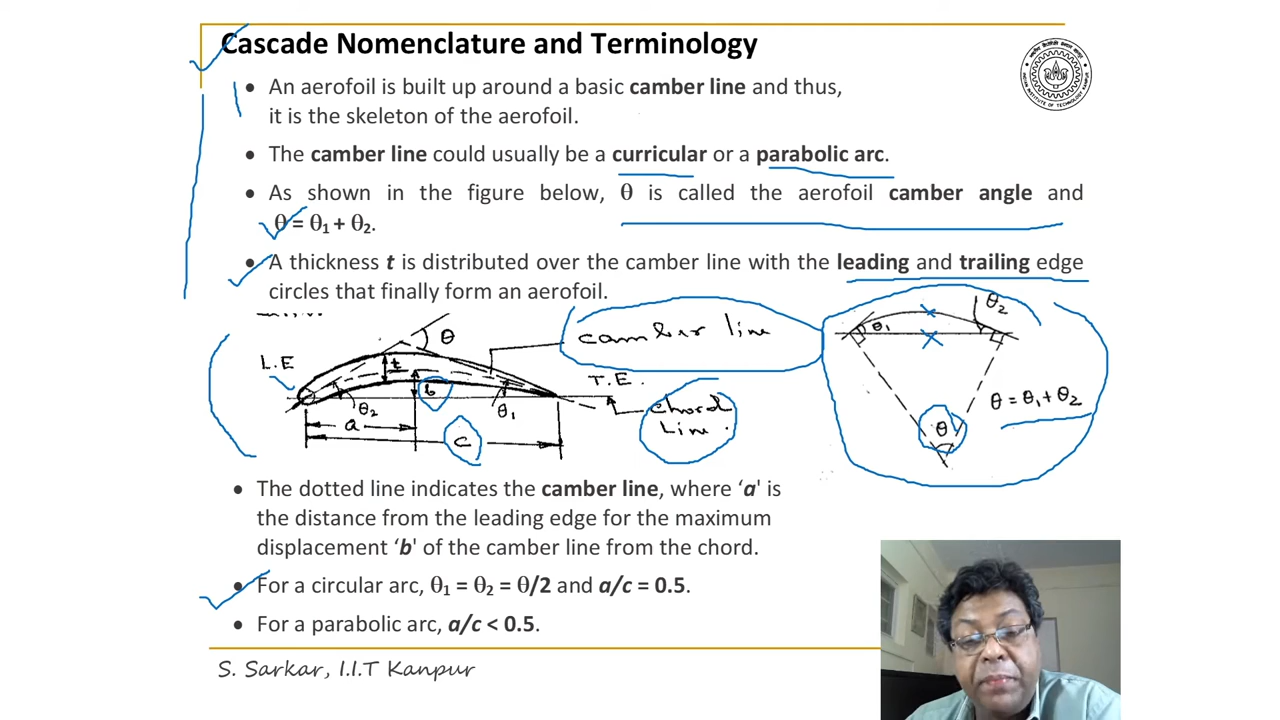 Cascade Nomenclature and Terminology
• An aerofoil is built up around a basic camber line and thus,
it is the skeleton of the aerofoil.
• The camber line could usually be a curricular or a parabolic arc.
• As shown in the figure below, θ is called the aerofoil camber angle and
θ = θ₁ + θ₂.
• A thickness t is distributed over the camber line with the leading and trailing edge
circles that finally form an aerofoil.
L.E
θ
t
b
θ₂
θ₁
a
c
camber line
T.E.
chord
Line.
θ₁
θ₂
θ
θ = θ₁ + θ₂
• The dotted line indicates the camber line, where ‘a' is
the distance from the leading edge for the maximum
displacement ‘b' of the camber line from the chord.
• For a circular arc, θ₁ = θ₂ = θ/2 and a/c = 0.5.
• For a parabolic arc, a/c < 0.5.
S. Sarkar, I.I.T Kanpur